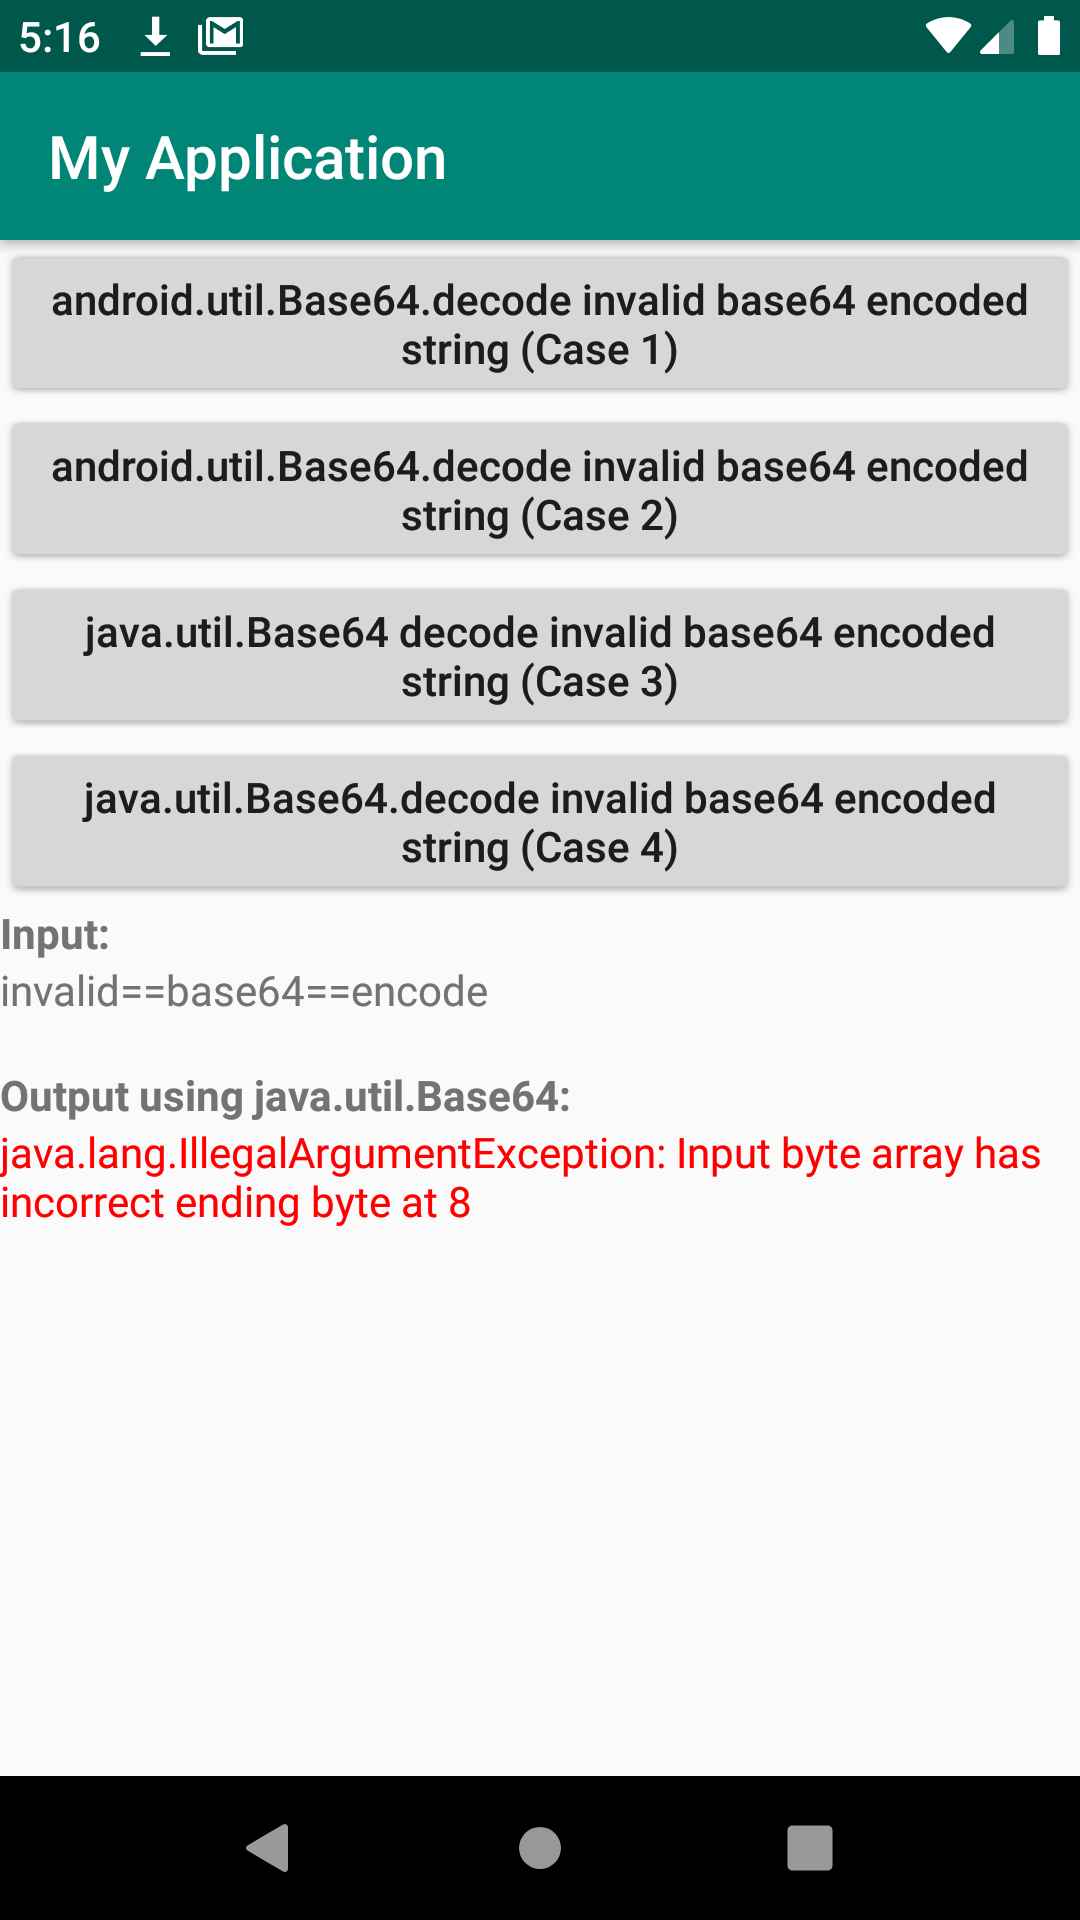 5:16
My Application
android.util.Base64.decode invalid base64 encoded
string (Case 1)
android.util.Base64.decode invalid base64 encoded
string (Case 2)
java.util.Base64 decode invalid base64 encoded
string (Case 3)
java.util.Base64.decode invalid base64 encoded
string (Case 4)
Input:
invalid==base64==encode
Output using java.util.Base64:
java.lang.IllegalArgumentException: Input byte array has
incorrect ending byte at 8